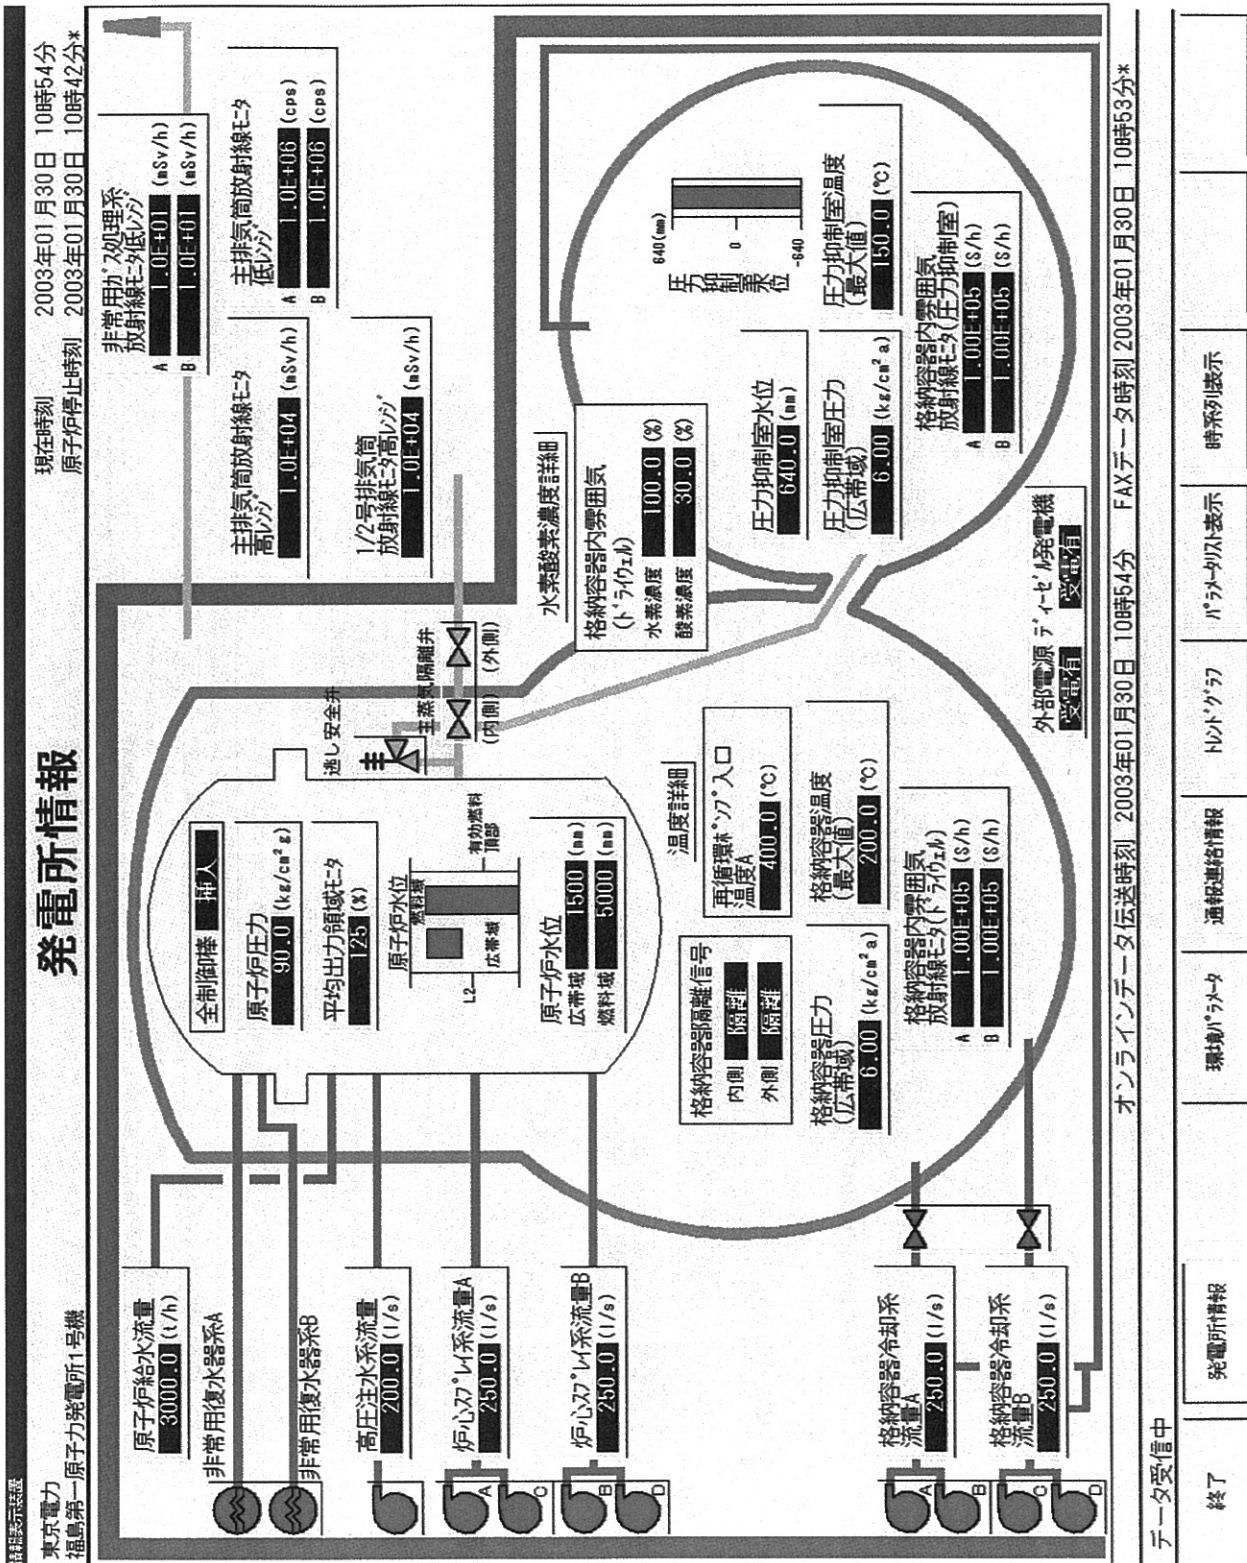 発電所情報
東京電力
福島第一原子力発電所1号機
現在時刻 2003年01月30日 10時54分
原子炉停止時刻 2003年01月30日 10時42分*
非常用ガス処理系
放射線モニタ低レンジ
A 1.0E+01 (mSv/h)
B 1.0E+01 (mSv/h)
主排気筒放射線モニタ
高レンジ
1.0E+04 (mSv/h)
主排気筒放射線モニタ
低レンジ
A 1.0E+06 (cps)
B 1.0E+06 (cps)
1/2号排気筒
放射線モニタ高レンジ
1.0E+04 (mSv/h)
原子炉給水流量
3000.0 (t/h)
非常用復水器系A
非常用復水器系B
高圧注水系流量
200.0 (l/s)
炉心スプレイ系流量A
250.0 (l/s)
A
C
炉心スプレイ系流量B
250.0 (l/s)
B
D
格納容器冷却系
流量A
250.0 (l/s)
A
B
格納容器冷却系
流量B
250.0 (l/s)
C
D
全制御棒 挿入
原子炉圧力
90.0 (kg/cm²g)
平均出力領域モニタ
125 (%)
原子炉水位
燃料域
L2
広帯域
有効燃料
頂部
原子炉水位
広帯域 1500 (mm)
燃料域 5000 (mm)
逃し安全弁
主蒸気隔離弁
(内側)
(外側)
水素酸素濃度詳細
格納容器内雰囲気
(ドライウェル)
水素濃度 100.0 (%)
酸素濃度 30.0 (%)
温度詳細
再循環ポンプ入口
温度A
400.0 (℃)
格納容器隔離信号
内側 隔離
外側 隔離
格納容器圧力
(広帯域)
6.00 (kg/cm²a)
格納容器温度
(最大値)
200.0 (℃)
格納容器内雰囲気
放射線モニタ(ドライウェル)
A 1.00E+05 (S/h)
B 1.00E+05 (S/h)
圧力抑制室水位
640(mm)
0
-640
圧力抑制室水位
640.0 (mm)
圧力抑制室圧力
(広帯域)
6.00 (kg/cm²a)
圧力抑制室温度
(最大値)
150.0 (℃)
格納容器内雰囲気
放射線モニタ(圧力抑制室)
A 1.00E+05 (S/h)
B 1.00E+05 (S/h)
外部電源 ディーゼル発電機
受電有 受電有
オンラインデータ伝送時刻 2003年01月30日 10時54分 FAXデータ時刻 2003年01月30日 10時53分*
データ受信中
終了 発電所情報 環境パラメータ 通報連絡情報 トレンドグラフ パラメータリスト表示 時系列表示